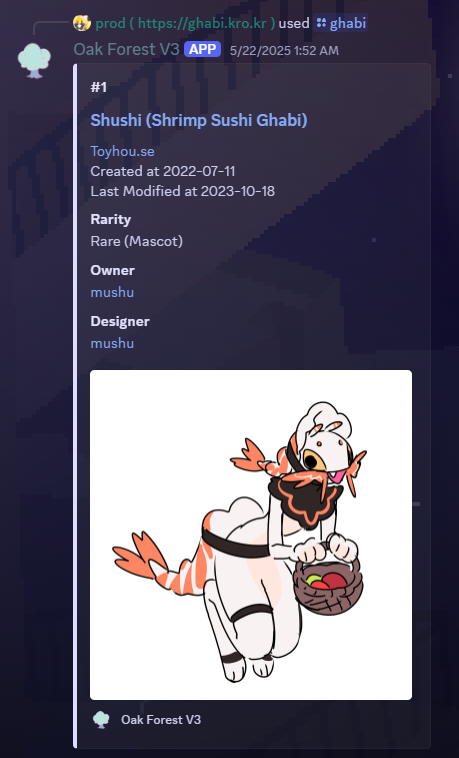 prod ( https://ghabi.kro.kr ) used ghabi
Oak Forest V3 APP 5/22/2025 1:52 AM
#1
Shushi (Shrimp Sushi Ghabi)
Toyhou.se
Created at 2022-07-11
Last Modified at 2023-10-18
Rarity
Rare (Mascot)
Owner
mushu
Designer
mushu
Oak Forest V3